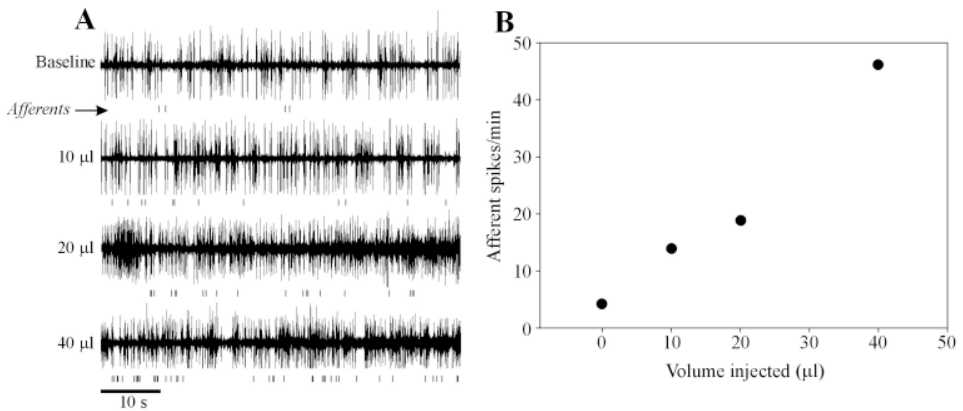 A
Baseline
Afferents
10 µl
20 µl
40 µl
10 s
B
Afferent spikes/min
50
40
30
20
10
0
0 10 20 30 40 50
Volume injected (µl)